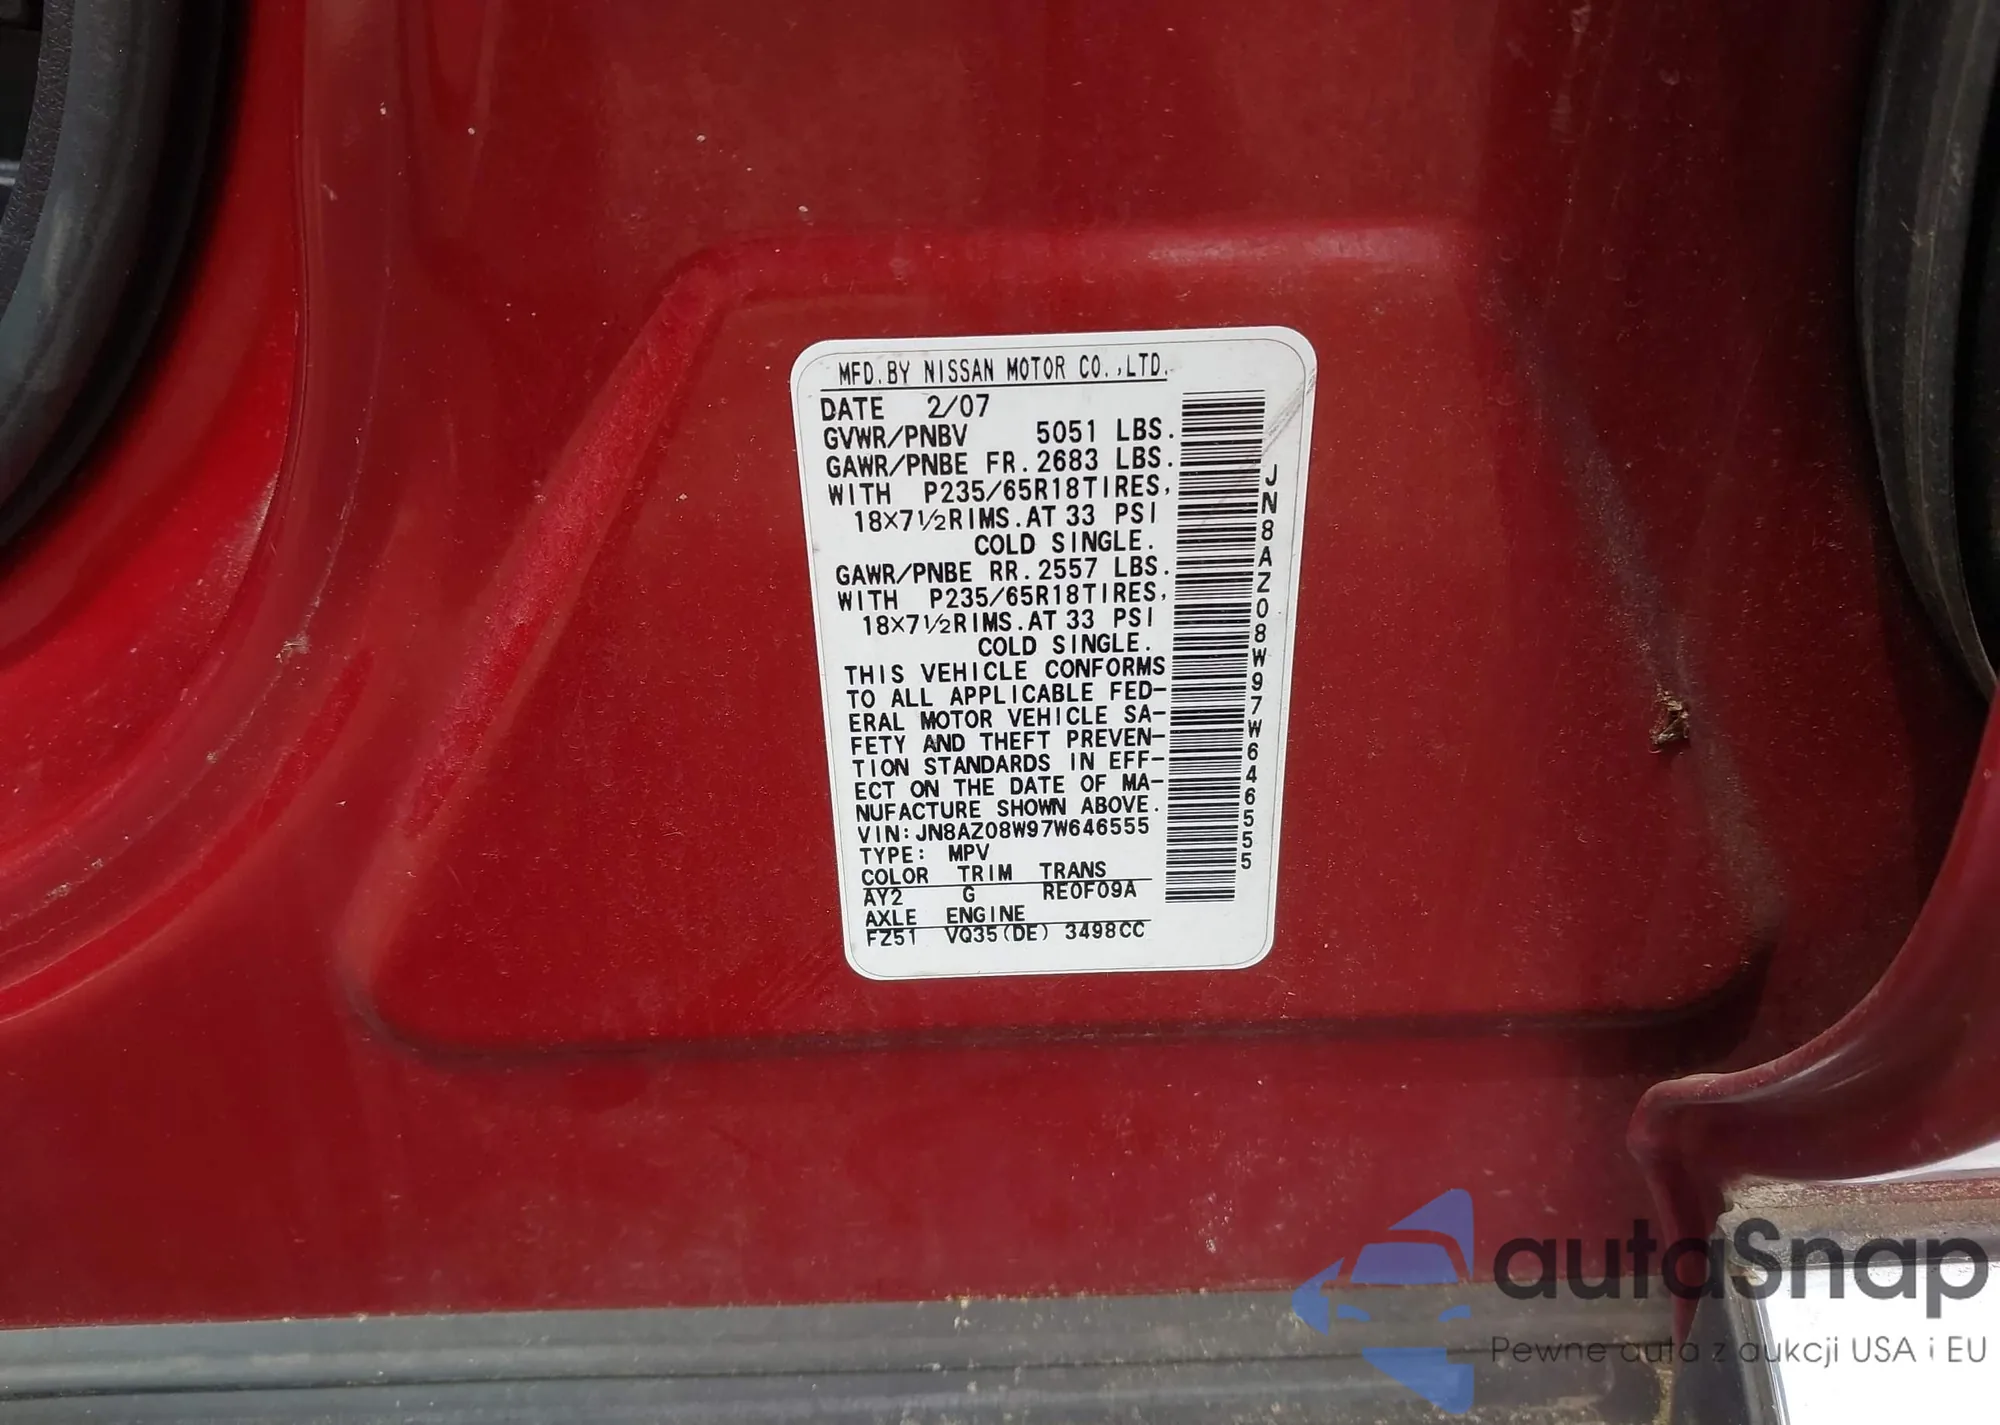 MFD.BY NISSAN MOTOR CO.,LTD.
DATE 2/07
GVWR/PNBV 5051 LBS.
GAWR/PNBE FR.2683 LBS.
WITH P235/65R18TIRES,
18×7½RIMS.AT 33 PSI
COLD SINGLE.
GAWR/PNBE RR.2557 LBS.
WITH P235/65R18TIRES,
18×7½RIMS.AT 33 PSI
COLD SINGLE.
THIS VEHICLE CONFORMS
TO ALL APPLICABLE FED-
ERAL MOTOR VEHICLE SA-
FETY AND THEFT PREVEN-
TION STANDARDS IN EFF-
ECT ON THE DATE OF MA-
NUFACTURE SHOWN ABOVE.
VIN:JN8AZ08W97W646555
TYPE: MPV
COLOR TRIM TRANS
AY2 G RE0F09A
AXLE ENGINE
FZ51 VQ35(DE) 3498CC
JN8AZ08W97W646555
autaSnap
Pewne auta z aukcji USA i EU